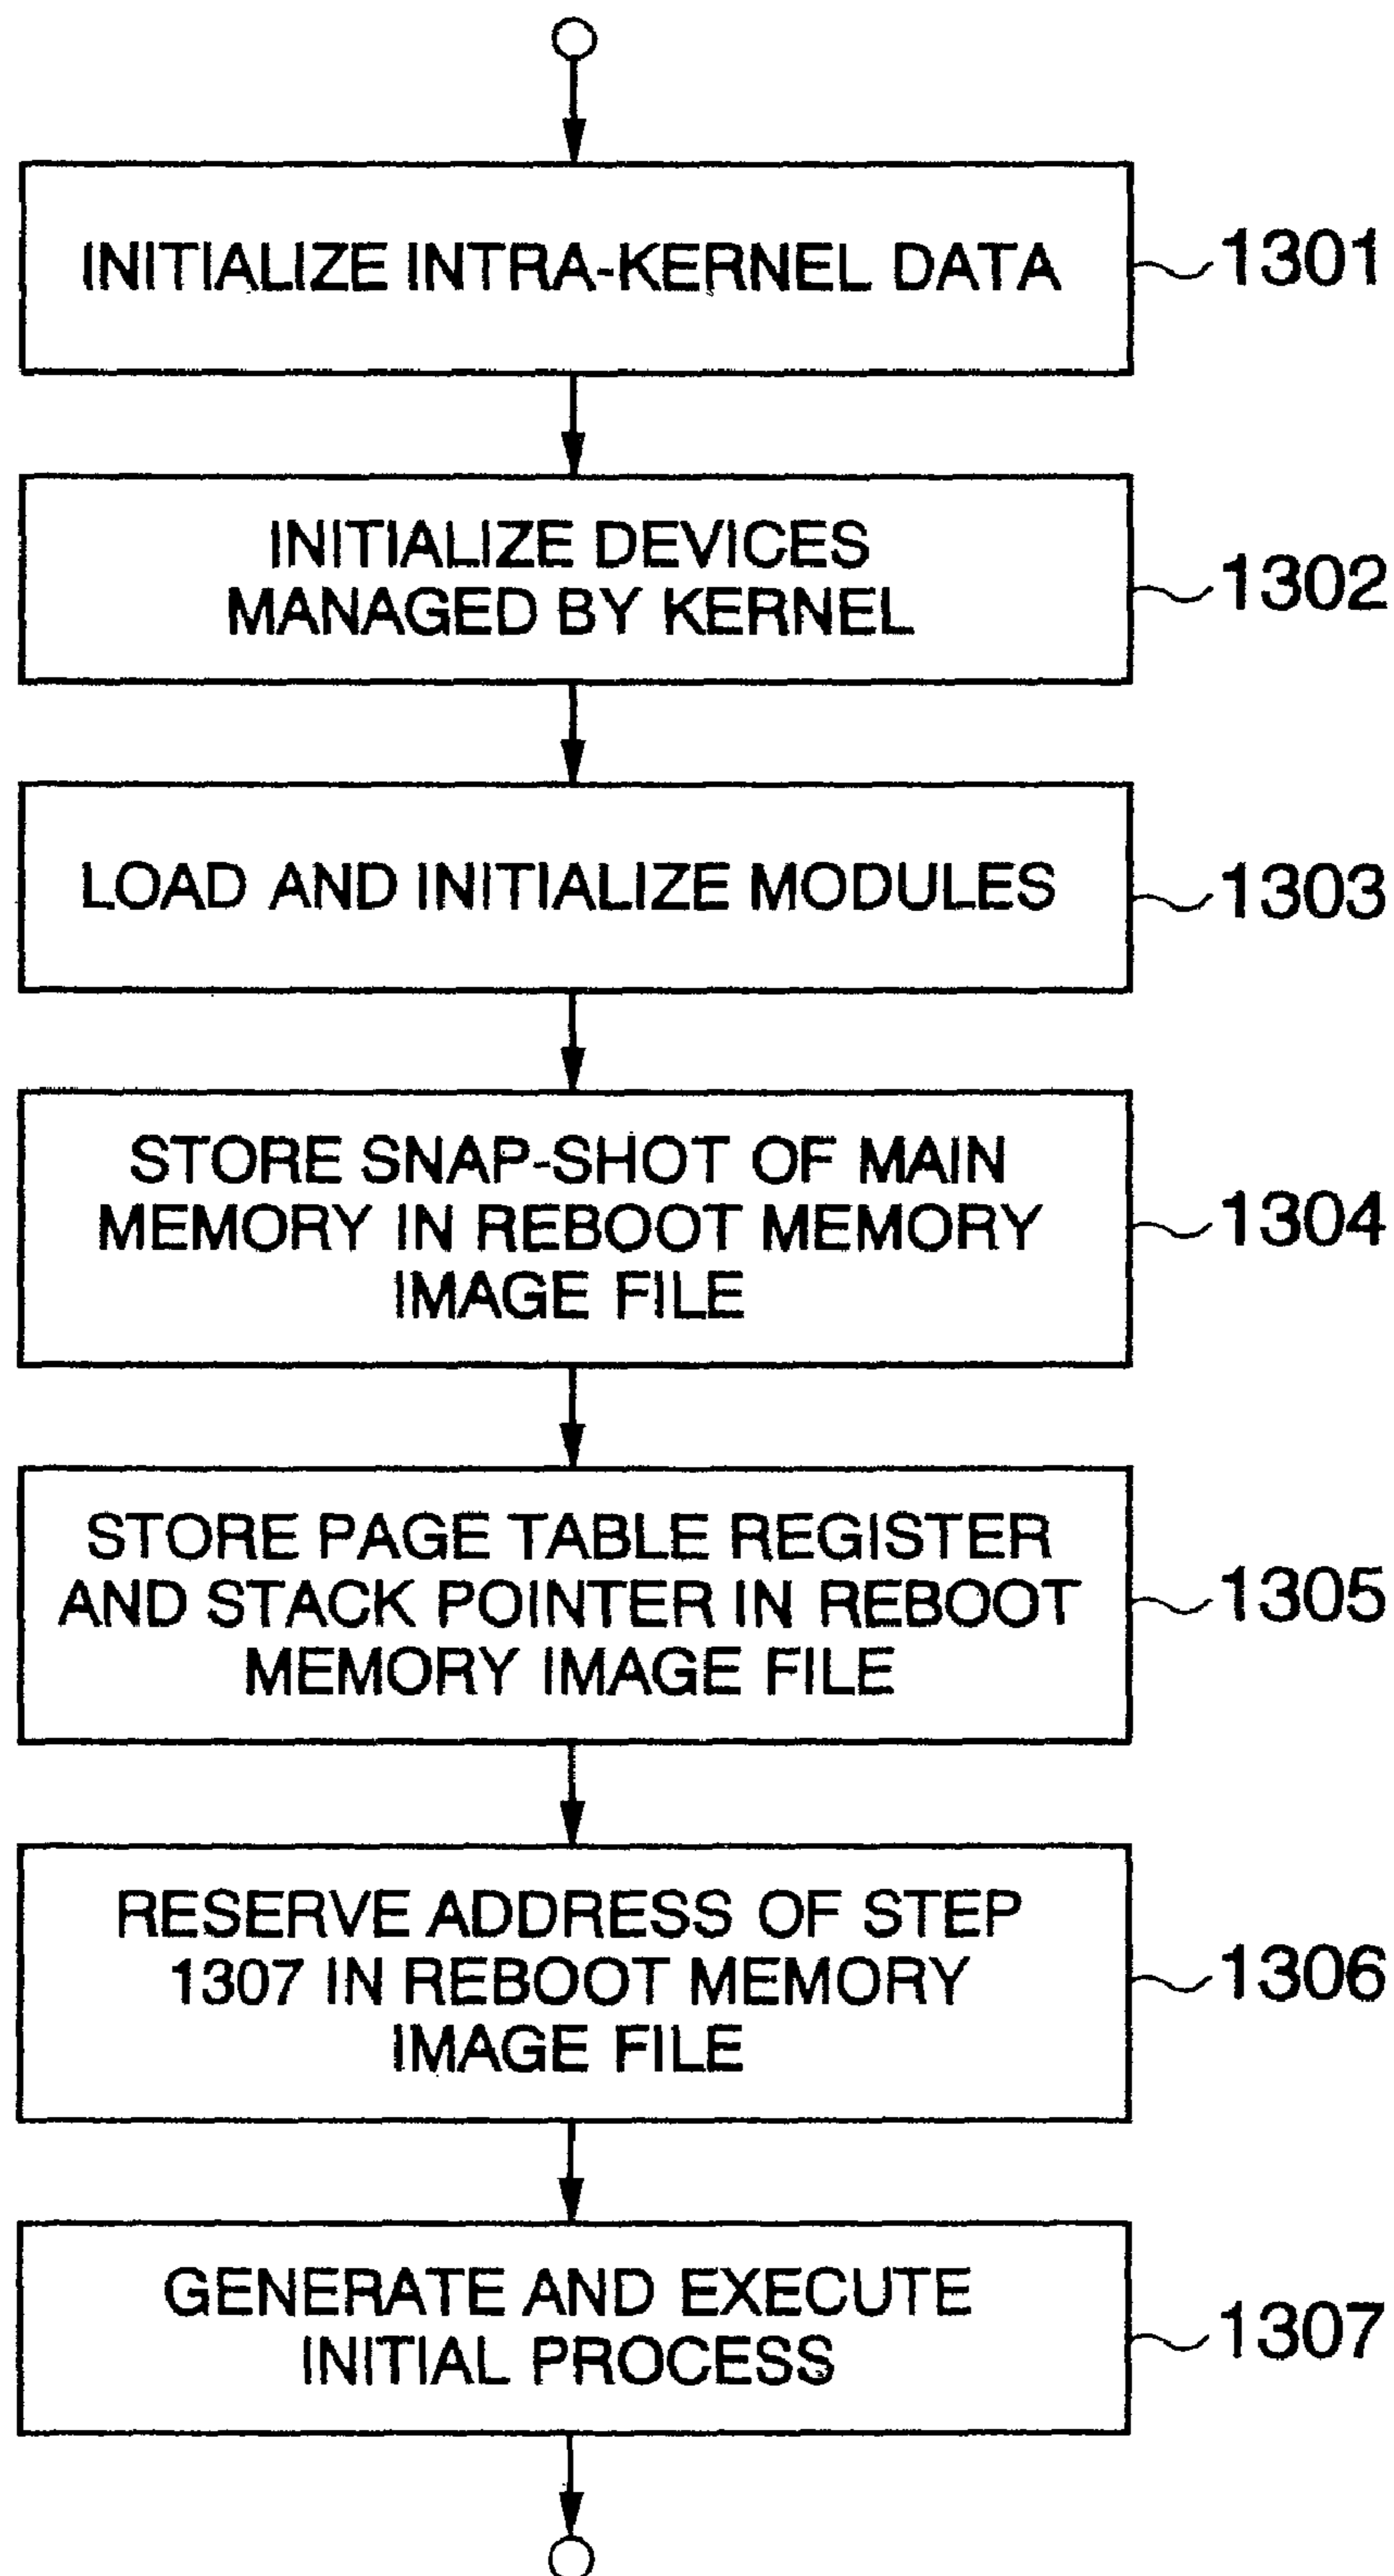 INITIALIZE INTRA-KERNEL DATA
1301
INITIALIZE DEVICES
MANAGED BY KERNEL
1302
LOAD AND INITIALIZE MODULES
1303
STORE SNAP-SHOT OF MAIN
MEMORY IN REBOOT MEMORY
IMAGE FILE
1304
STORE PAGE TABLE REGISTER
AND STACK POINTER IN REBOOT
MEMORY IMAGE FILE
1305
RESERVE ADDRESS OF STEP
1307 IN REBOOT MEMORY
IMAGE FILE
1306
GENERATE AND EXECUTE
INITIAL PROCESS
1307